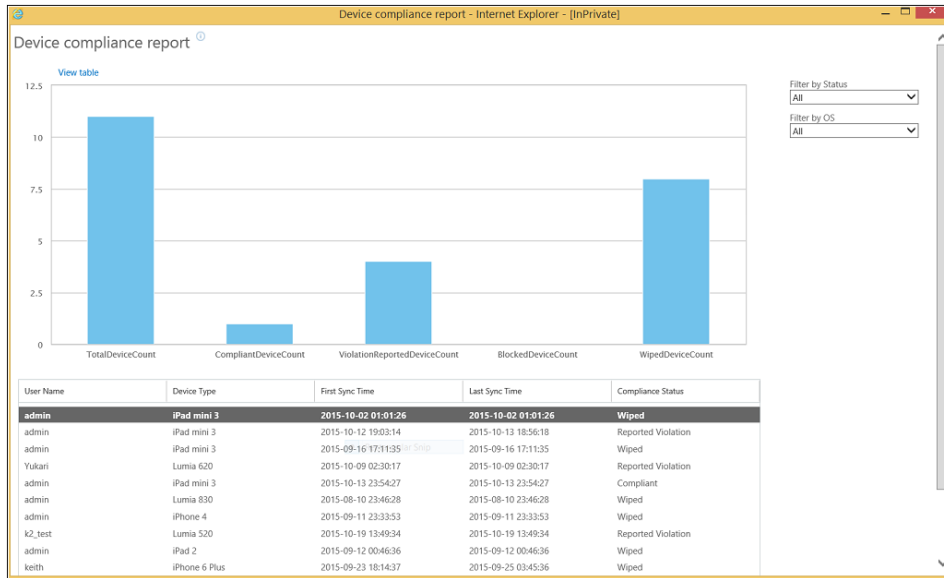 Device compliance report - Internet Explorer - [InPrivate]
Device compliance report
View table
Filter by Status
All
Filter by OS
All
12.5
10
7.5
5
2.5
0
TotalDeviceCount CompliantDeviceCount ViolationReportedDeviceCount BlockedDeviceCount WipedDeviceCount
User Name Device Type First Sync Time Last Sync Time Compliance Status
admin iPad mini 3 2015-10-02 01:01:26 2015-10-02 01:01:26 Wiped
admin iPad mini 3 2015-10-12 19:03:14 2015-10-13 18:56:18 Reported Violation
admin iPad mini 3 2015-09-16 17:11:35 2015-09-16 17:11:35 Wiped
Yukari Lumia 620 2015-10-09 02:30:17 2015-10-09 02:30:17 Reported Violation
admin iPad mini 3 2015-10-13 23:54:27 2015-10-13 23:54:27 Compliant
admin Lumia 830 2015-08-10 23:46:28 2015-08-10 23:46:28 Wiped
admin iPhone 4 2015-09-11 23:33:53 2015-09-11 23:33:53 Wiped
k2_test Lumia 520 2015-10-19 13:49:34 2015-10-19 13:49:34 Reported Violation
admin iPad 2 2015-09-12 00:46:36 2015-09-12 00:46:36 Wiped
keith iPhone 6 Plus 2015-09-23 18:14:37 2015-09-25 03:45:36 Wiped